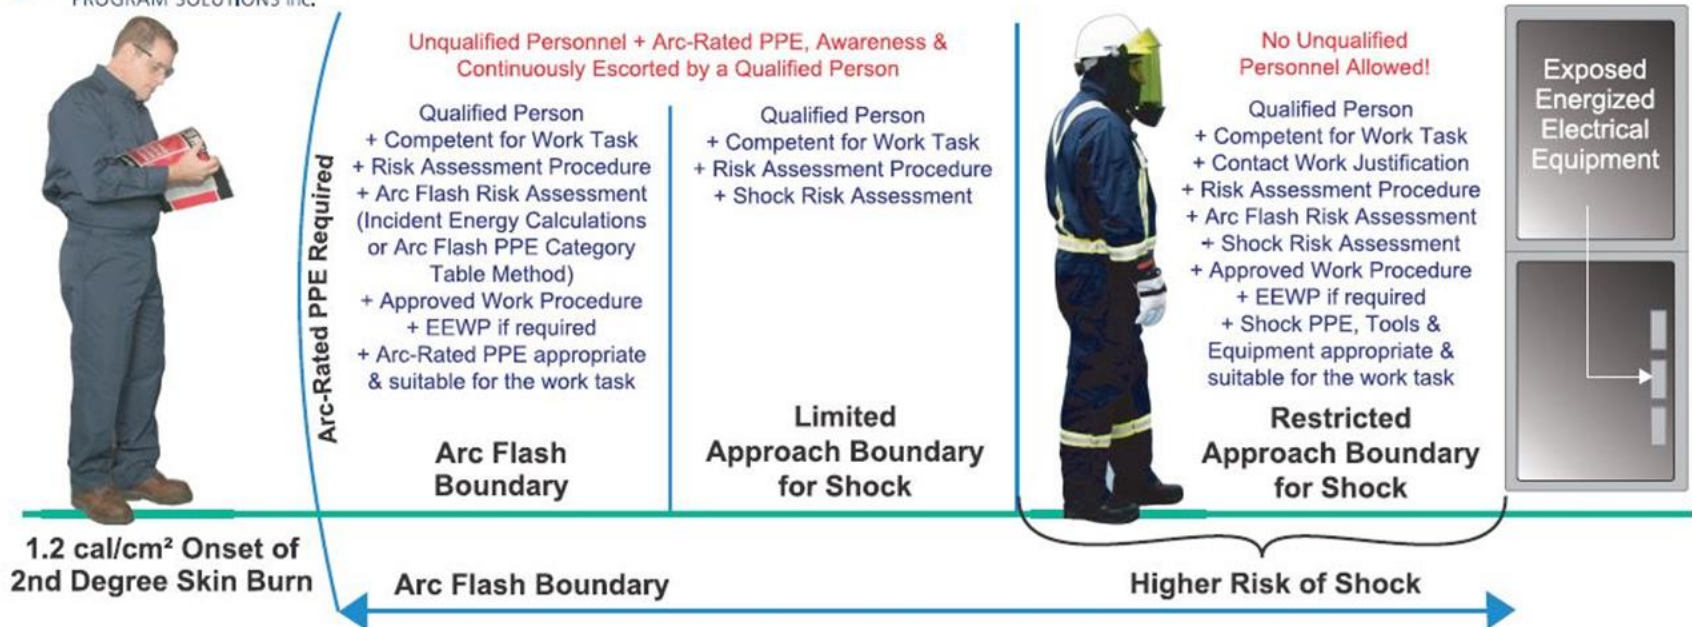 PROGRAM SOLUTIONS Inc.
Arc-Rated PPE Required
Unqualified Personnel + Arc-Rated PPE, Awareness &
Continuously Escorted by a Qualified Person
Qualified Person
+ Competent for Work Task
+ Risk Assessment Procedure
+ Arc Flash Risk Assessment
(Incident Energy Calculations
or Arc Flash PPE Category
Table Method)
+ Approved Work Procedure
+ EEWP if required
+ Arc-Rated PPE appropriate
& suitable for the work task
Arc Flash
Boundary
Qualified Person
+ Competent for Work Task
+ Risk Assessment Procedure
+ Shock Risk Assessment
Limited
Approach Boundary
for Shock
No Unqualified
Personnel Allowed!
Qualified Person
+ Competent for Work Task
+ Contact Work Justification
+ Risk Assessment Procedure
+ Arc Flash Risk Assessment
+ Shock Risk Assessment
+ Approved Work Procedure
+ EEWP if required
+ Shock PPE, Tools &
Equipment appropriate &
suitable for the work task
Restricted
Approach Boundary
for Shock
Exposed
Energized
Electrical
Equipment
1.2 cal/cm² Onset of
2nd Degree Skin Burn
Arc Flash Boundary
Higher Risk of Shock